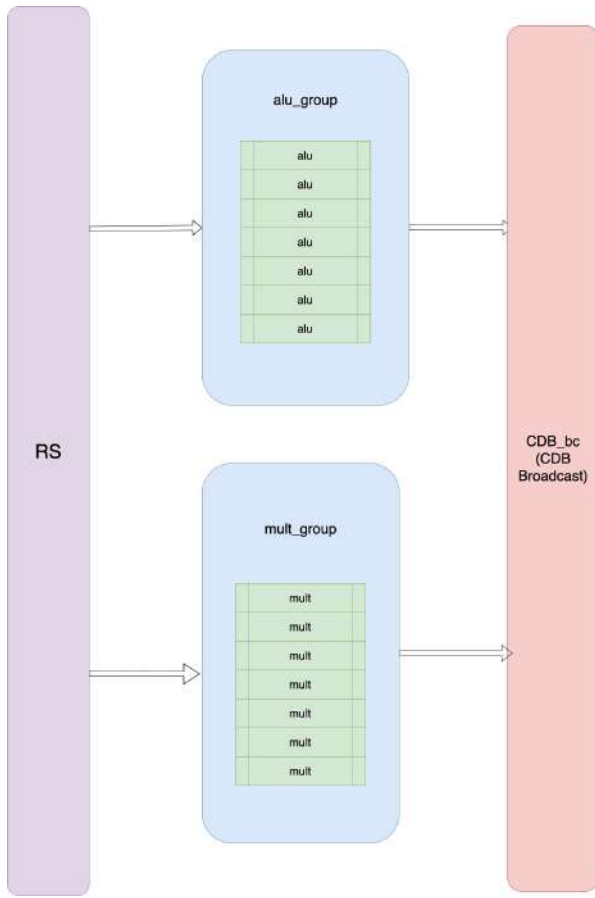 RS
alu_group
alu
alu
alu
alu
alu
alu
alu
mult_group
mult
mult
mult
mult
mult
mult
mult
CDB_bc
(CDB
Broadcast)